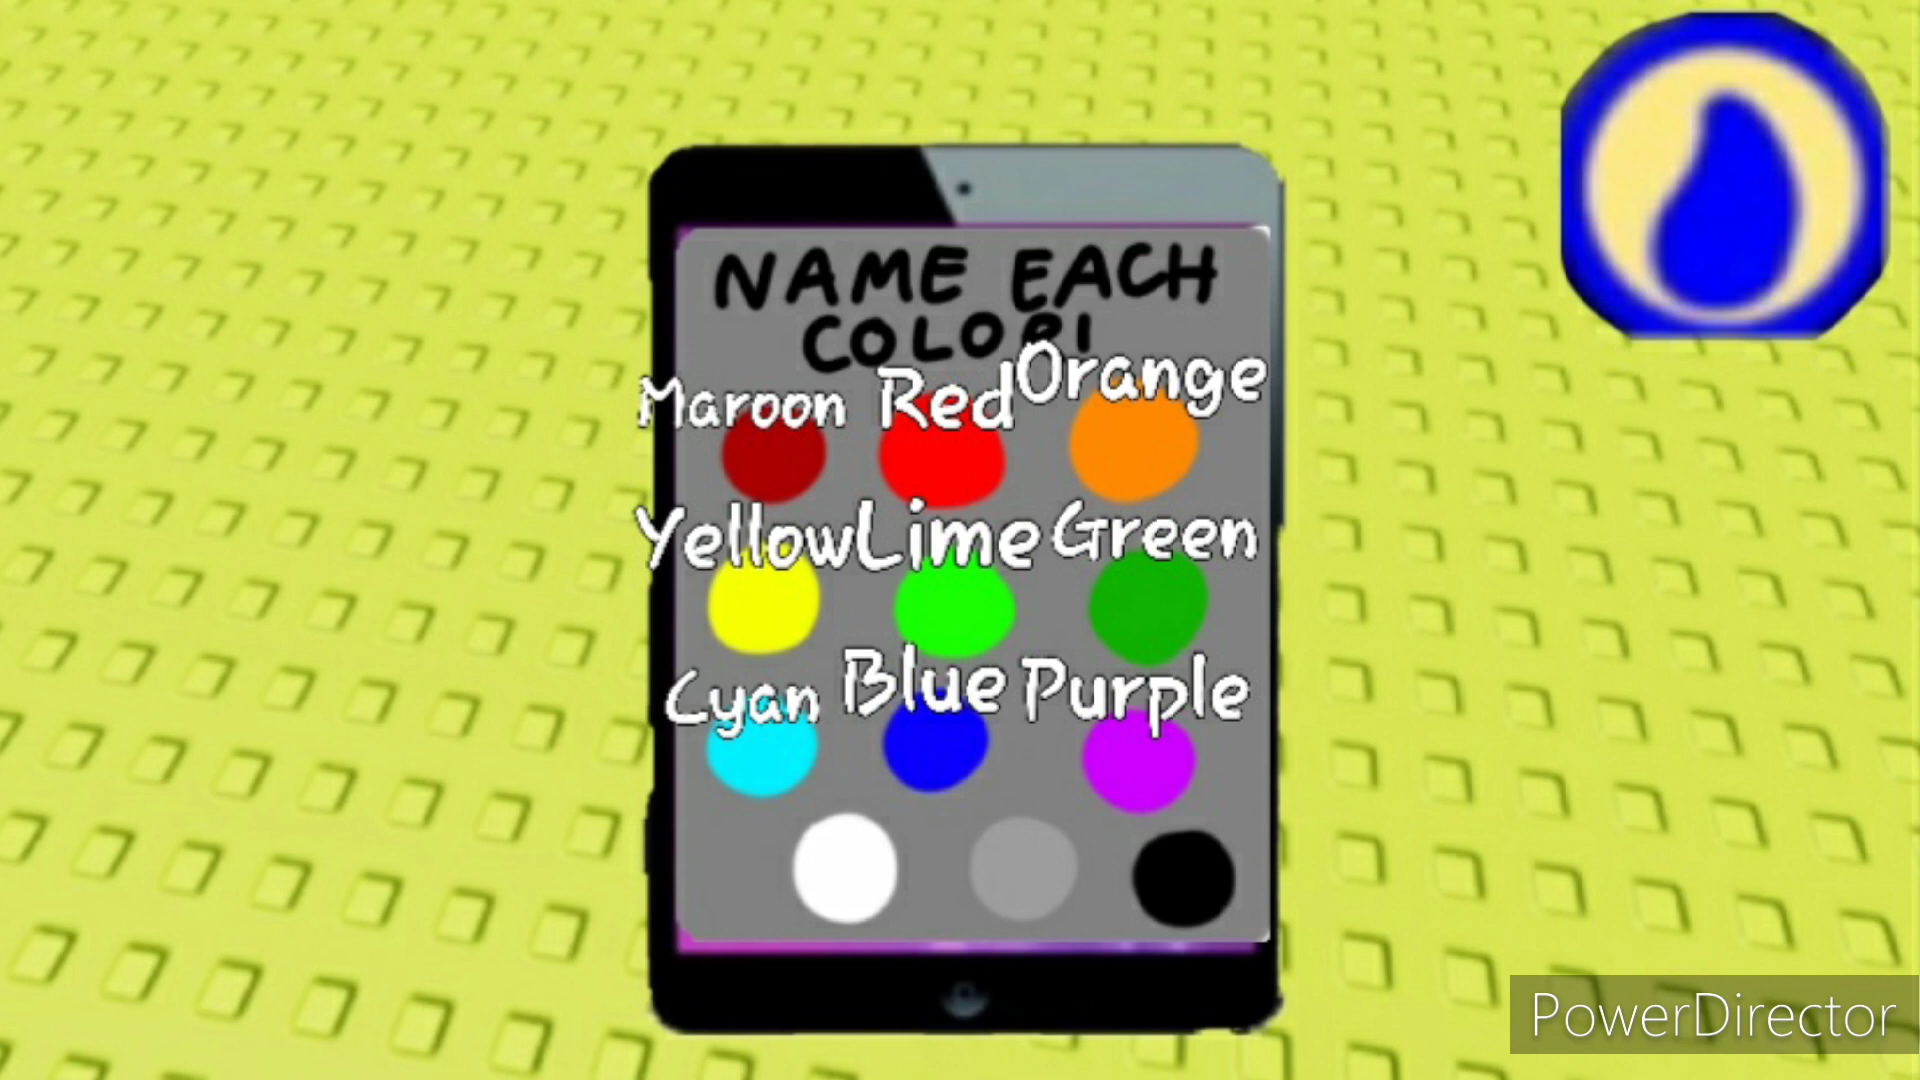 NAME EACH
COLOR!
Maroon Red Orange
Yellow Lime Green
Cyan Blue Purple
PowerDirector